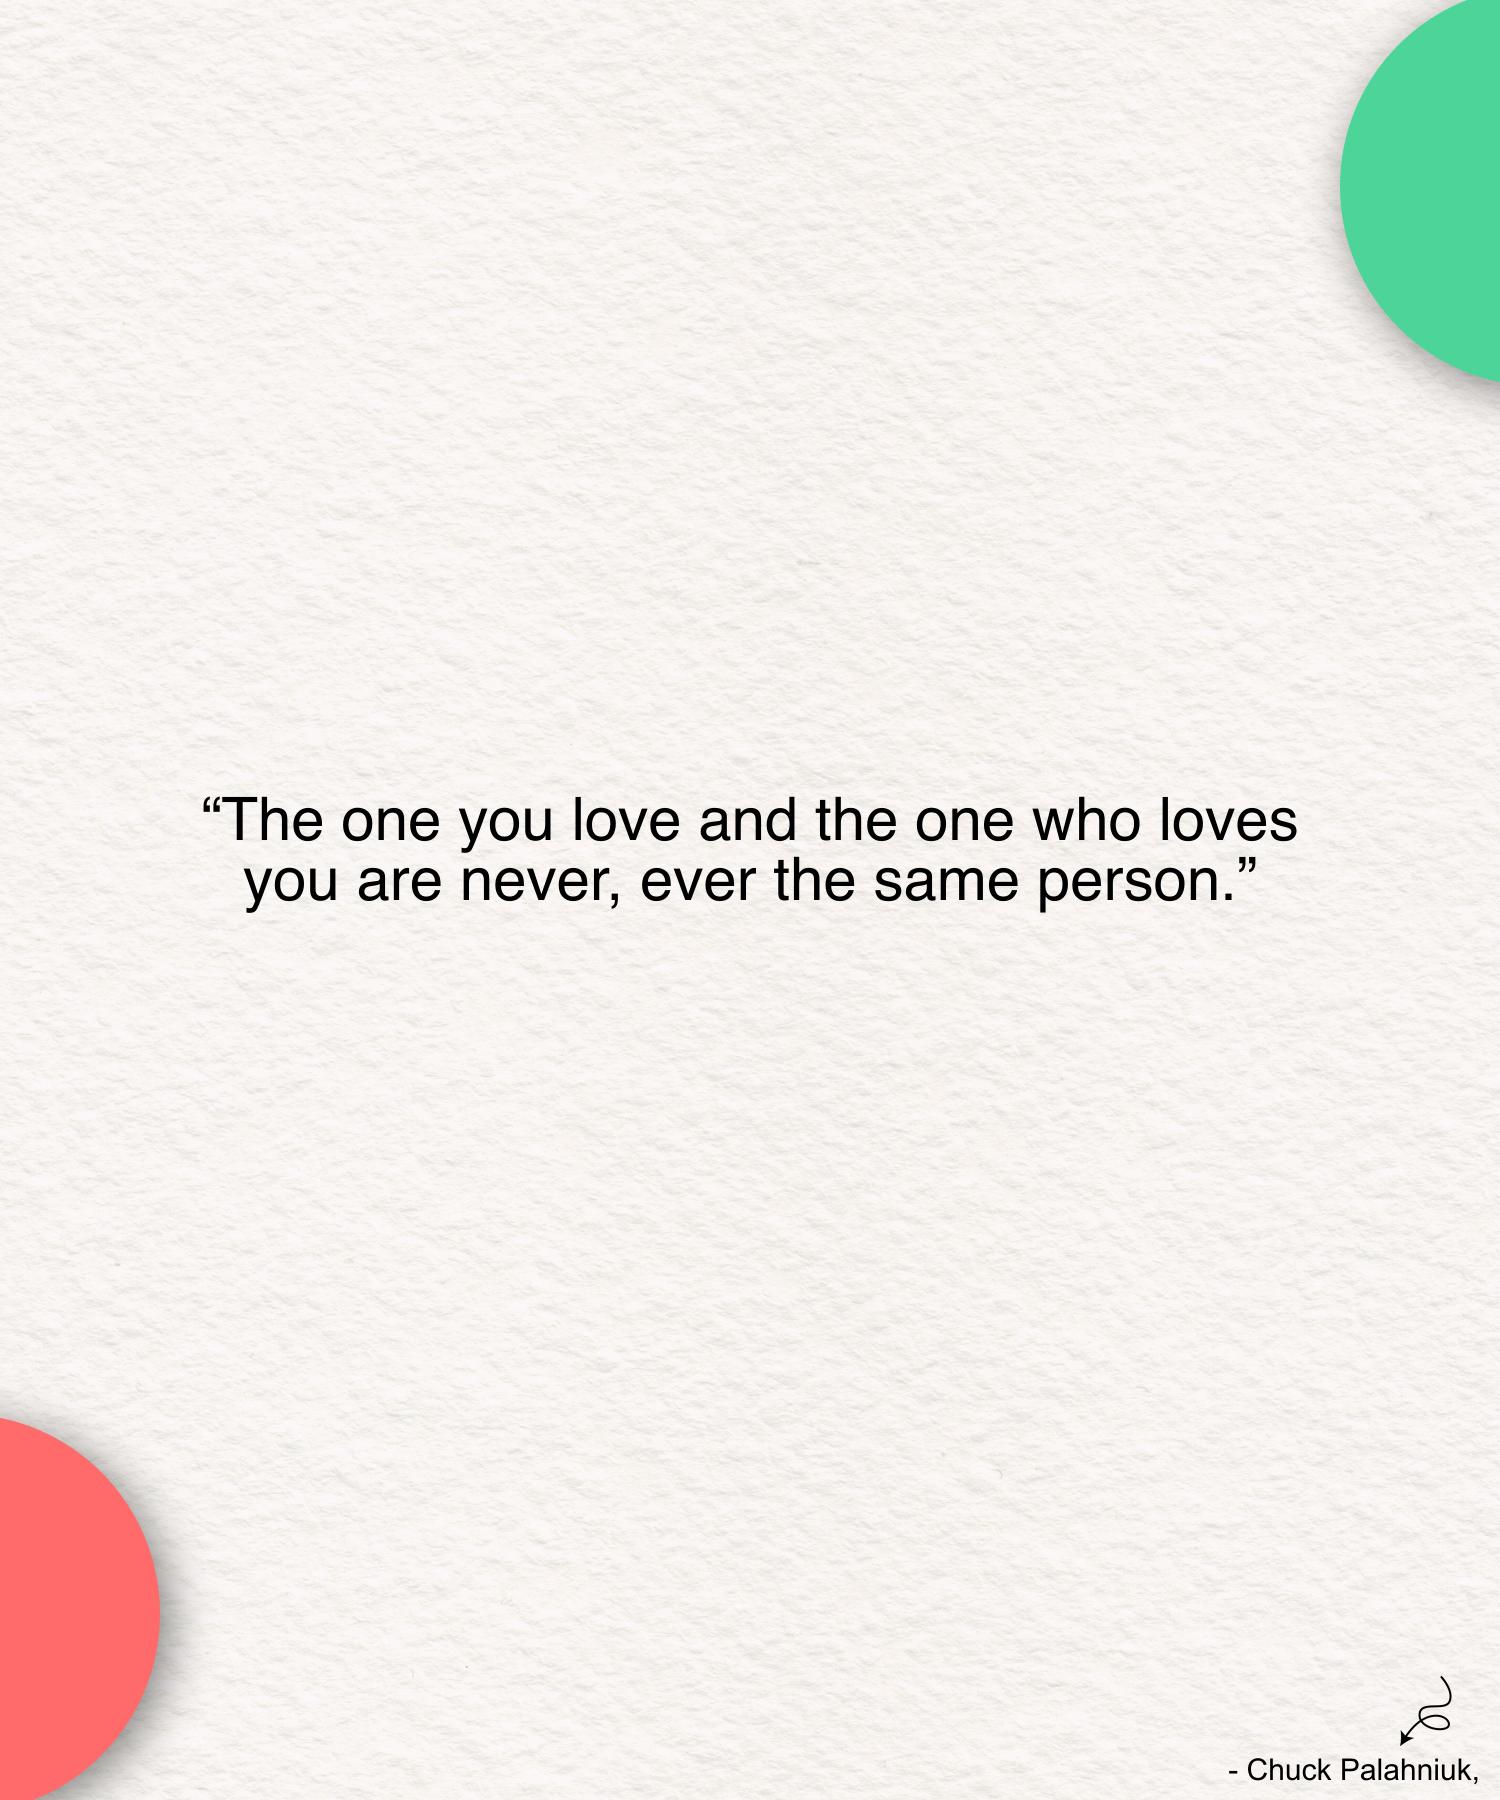 “The one you love and the one who loves
you are never, ever the same person.”
- Chuck Palahniuk,